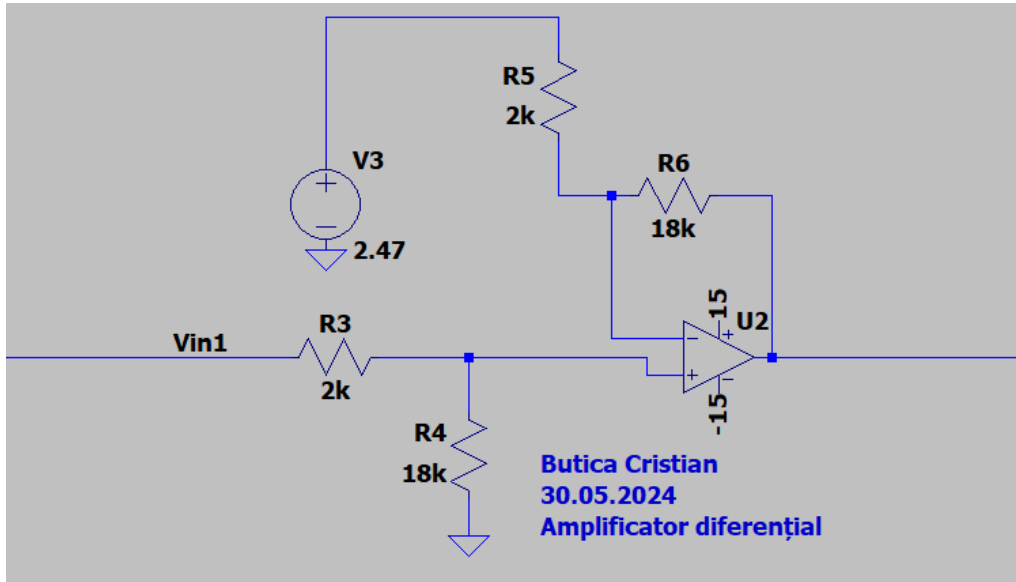 R5
2k
V3
R6
18k
2.47
15
U2
Vin1
R3
2k
-15
R4
18k
Butica Cristian
30.05.2024
Amplificator diferențial